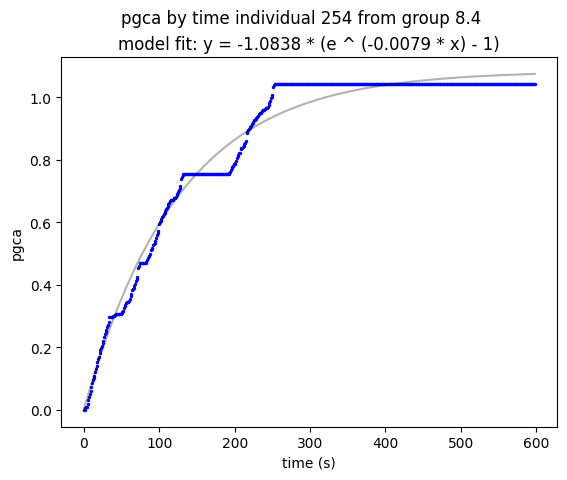 pgca by time individual 254 from group 8.4
model fit: y = -1.0838 * (e ^ (-0.0079 * x) - 1)
1.0
0.8
0.6
0.4
0.2
0.0
pgca
0 100 200 300 400 500 600
time (s)